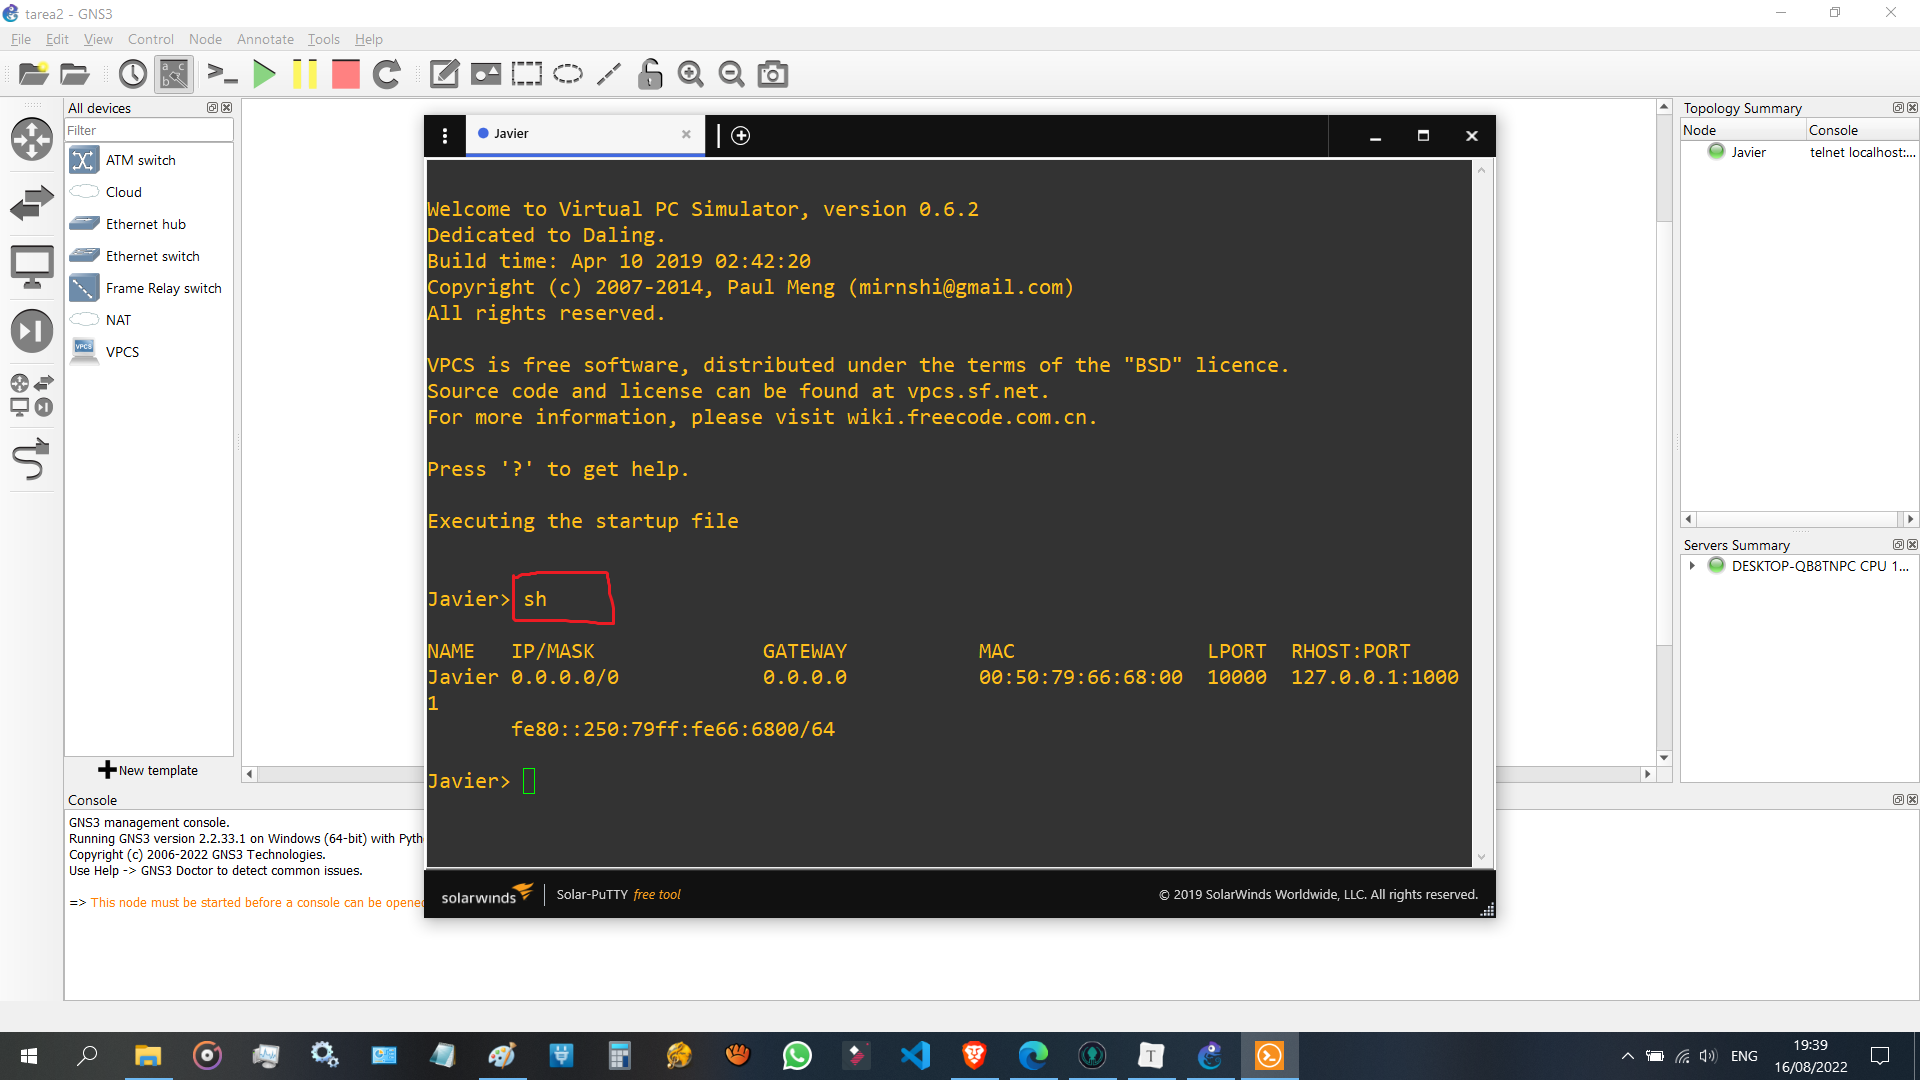 tarea2 - GNS3
File Edit View Control Node Annotate Tools Help
All devices
Filter
ATM switch
Cloud
Ethernet hub
Ethernet switch
Frame Relay switch
NAT
VPCS
New template
Javier
Welcome to Virtual PC Simulator, version 0.6.2
Dedicated to Daling.
Build time: Apr 10 2019 02:42:20
Copyright (c) 2007-2014, Paul Meng (mirnshi@gmail.com)
All rights reserved.
VPCS is free software, distributed under the terms of the "BSD" licence.
Source code and license can be found at vpcs.sf.net.
For more information, please visit wiki.freecode.com.cn.
Press '?' to get help.
Executing the startup file
Javier> sh
NAME IP/MASK GATEWAY MAC LPORT RHOST:PORT
Javier 0.0.0.0/0 0.0.0.0 00:50:79:66:68:00 10000 127.0.0.1:1000
1
fe80::250:79ff:fe66:6800/64
Javier>
solarwinds Solar-PuTTY free tool © 2019 SolarWinds Worldwide, LLC. All rights reserved.
Topology Summary
Node Console
Javier telnet localhost:...
Servers Summary
DESKTOP-QB8TNPC CPU 1...
Console
GNS3 management console.
Running GNS3 version 2.2.33.1 on Windows (64-bit) with Pyth
Copyright (c) 2006-2022 GNS3 Technologies.
Use Help -> GNS3 Doctor to detect common issues.
=> This node must be started before a console can be opened
ENG
19:39
16/08/2022